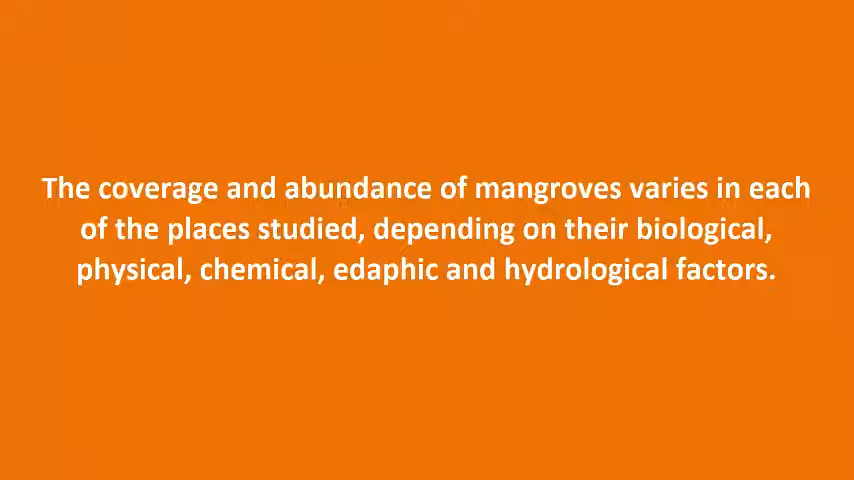 The coverage and abundance of mangroves varies in each
of the places studied, depending on their biological,
physical, chemical, edaphic and hydrological factors.